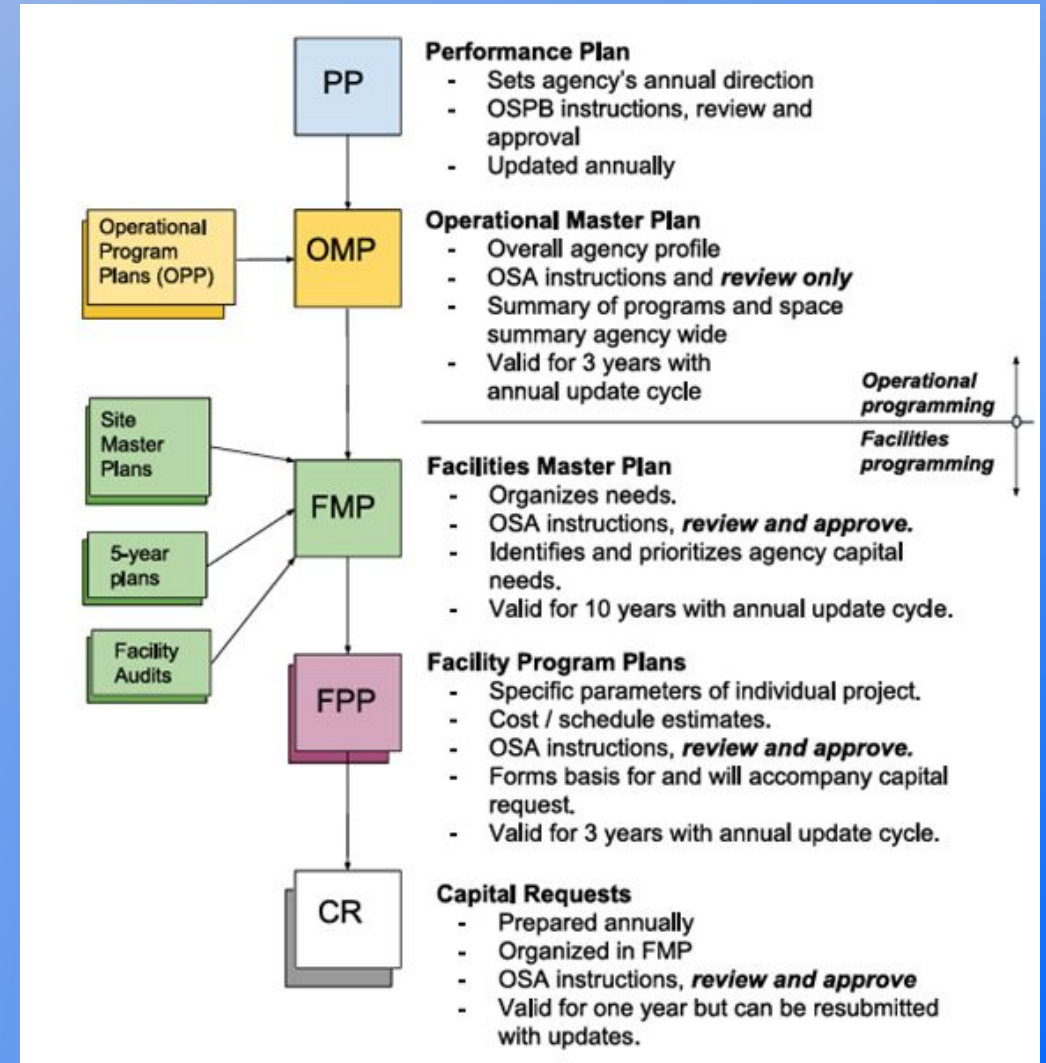 PP
Performance Plan
- Sets agency's annual direction
- OSPB instructions, review and
approval
- Updated annually
Operational
Program
Plans (OPP)
OMP
Operational Master Plan
- Overall agency profile
- OSA instructions and review only
- Summary of programs and space
summary agency wide
- Valid for 3 years with
annual update cycle
Operational
programming
Facilities
programming
Site
Master
Plans
5-year
plans
Facility
Audits
FMP
Facilities Master Plan
- Organizes needs.
- OSA instructions, review and approve.
- Identifies and prioritizes agency capital
needs.
- Valid for 10 years with annual update cycle.
FPP
Facility Program Plans
- Specific parameters of individual project.
- Cost / schedule estimates.
- OSA instructions, review and approve.
- Forms basis for and will accompany capital
request.
- Valid for 3 years with annual update cycle.
CR
Capital Requests
- Prepared annually
- Organized in FMP
- OSA instructions, review and approve
- Valid for one year but can be resubmitted
with updates.